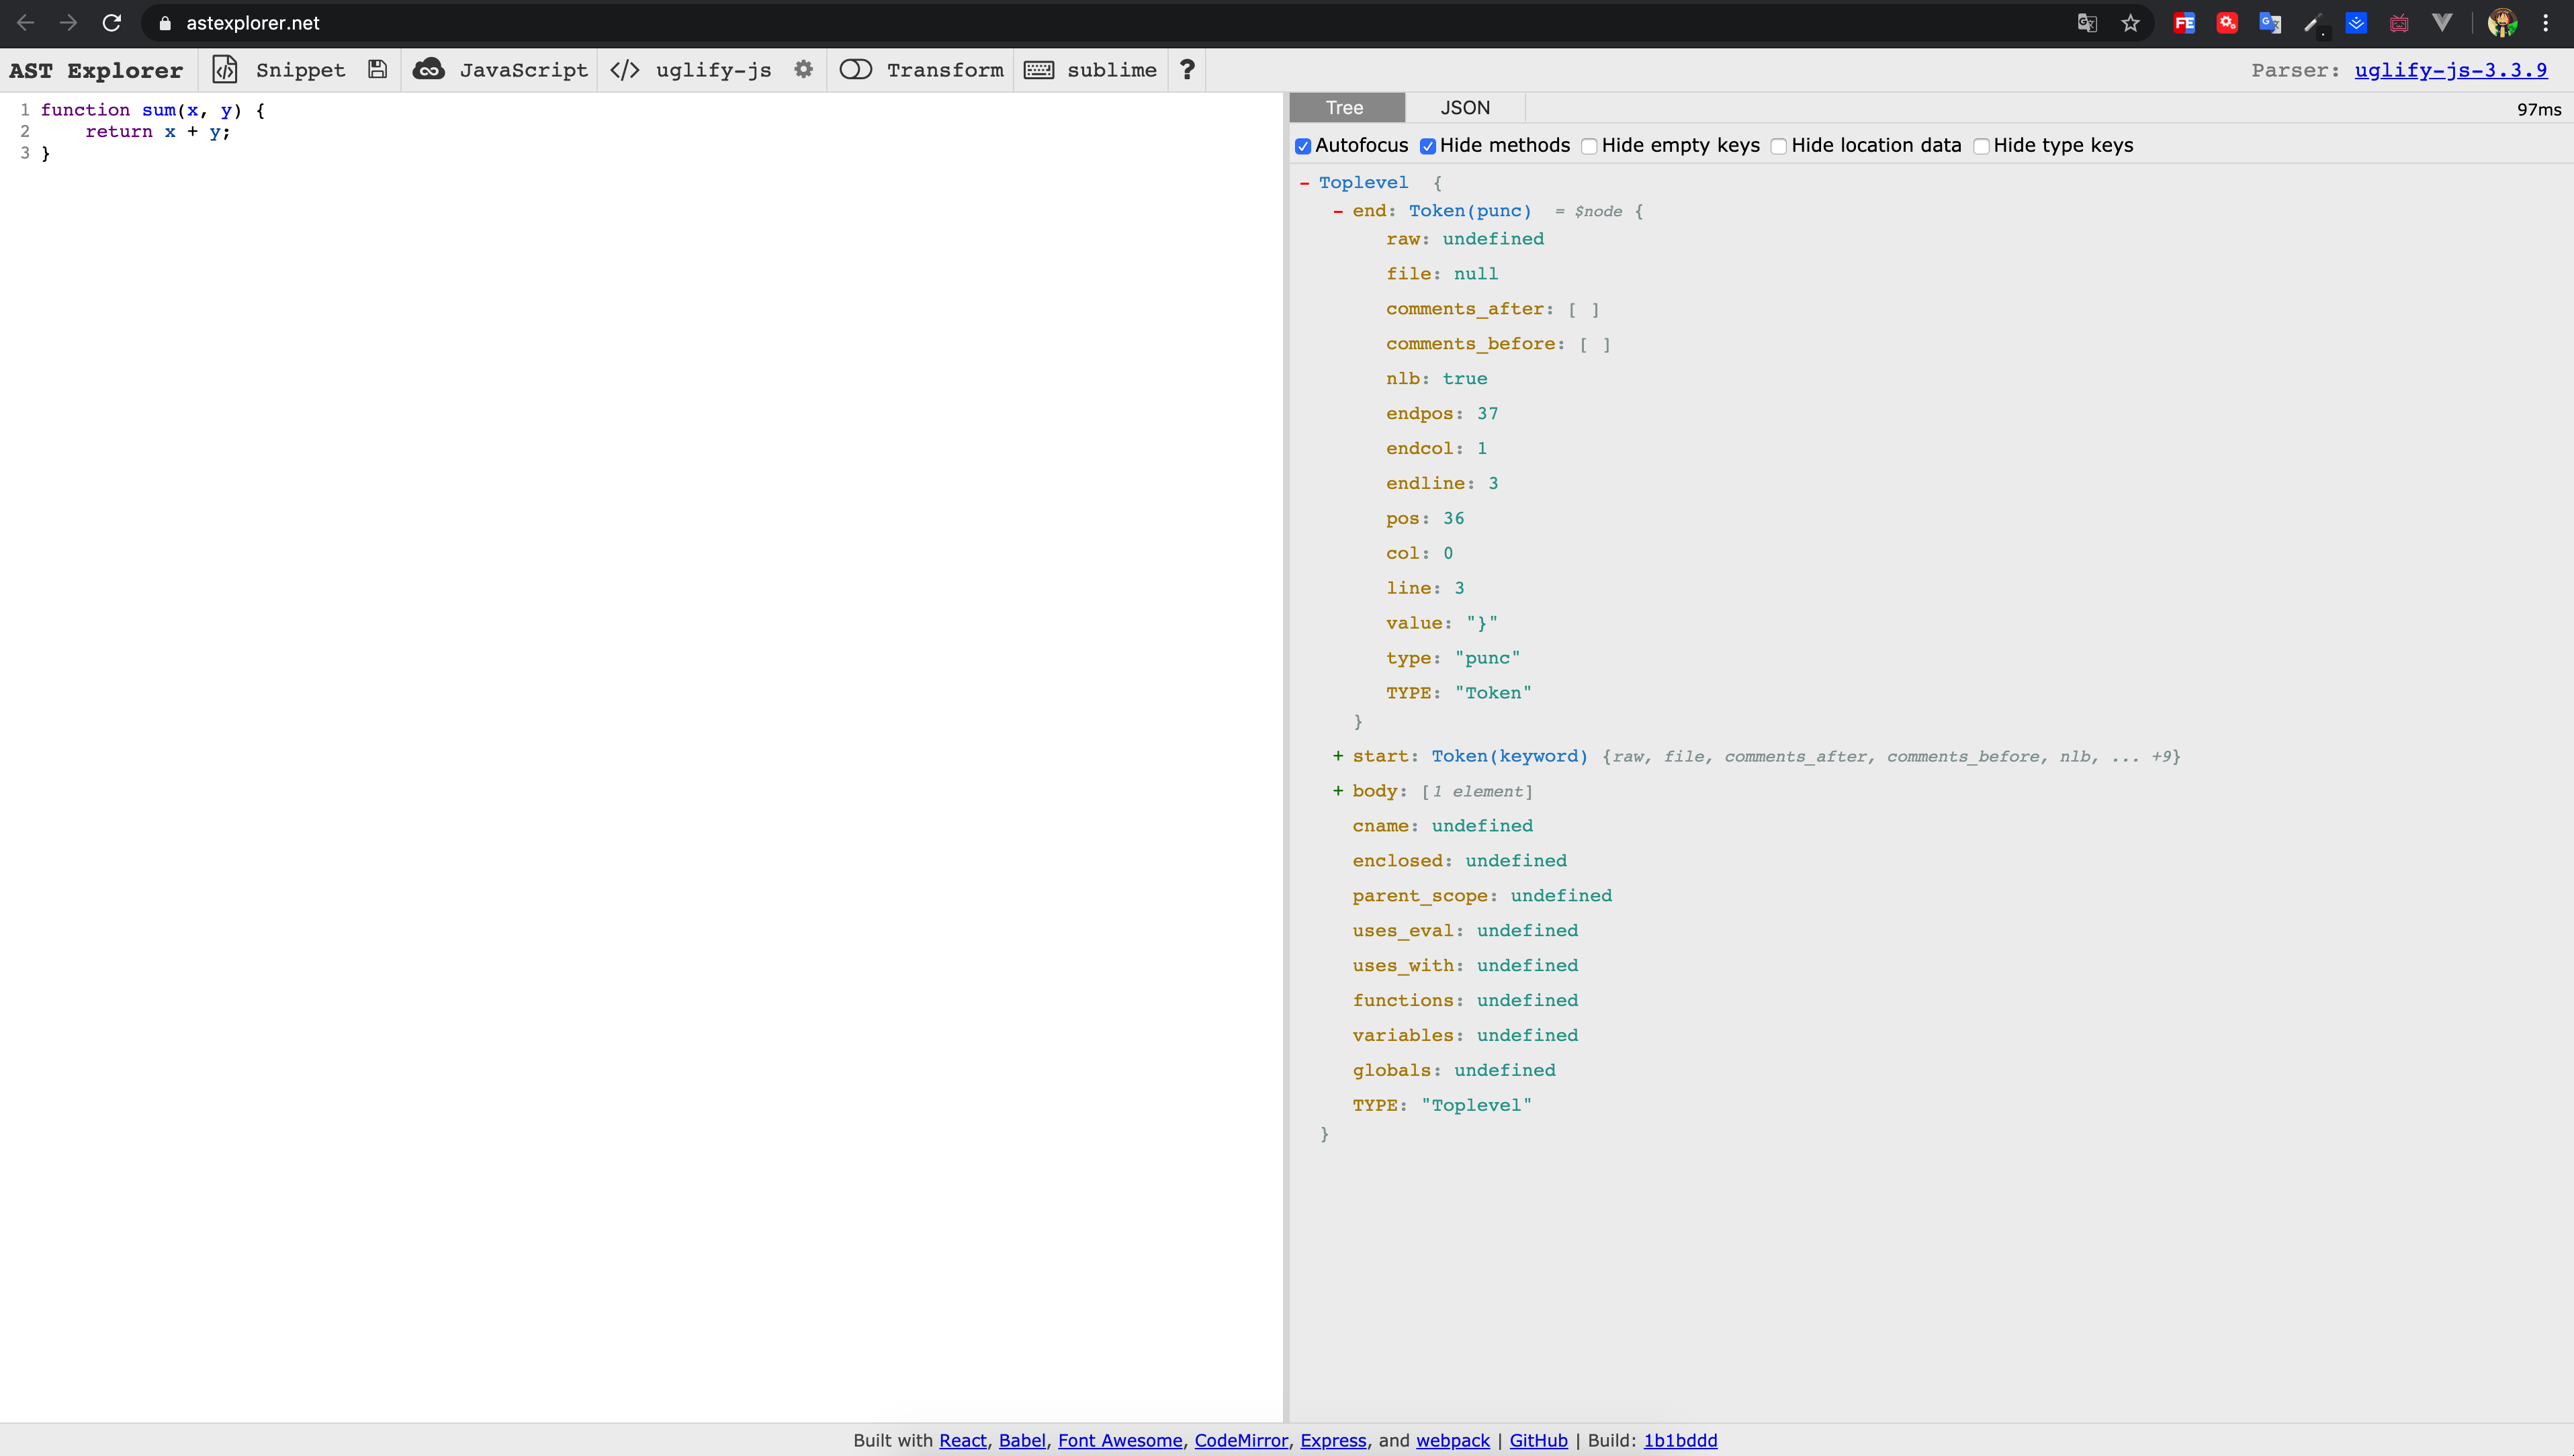 astexplorer.net
AST Explorer Snippet JavaScript </> uglify-js Transform sublime ? Parser: uglify-js-3.3.9
1 function sum(x, y) {
2 return x + y;
3 }
Tree JSON 97ms
Autofocus Hide methods Hide empty keys Hide location data Hide type keys
- Toplevel {
- end: Token(punc) = $node {
raw: undefined
file: null
comments_after: [ ]
comments_before: [ ]
nlb: true
endpos: 37
endcol: 1
endline: 3
pos: 36
col: 0
line: 3
value: "}"
type: "punc"
TYPE: "Token"
}
+ start: Token(keyword) {raw, file, comments_after, comments_before, nlb, ... +9}
+ body: [1 element]
cname: undefined
enclosed: undefined
parent_scope: undefined
uses_eval: undefined
uses_with: undefined
functions: undefined
variables: undefined
globals: undefined
TYPE: "Toplevel"
}
Built with React, Babel, Font Awesome, CodeMirror, Express, and webpack | GitHub | Build: 1b1bddd